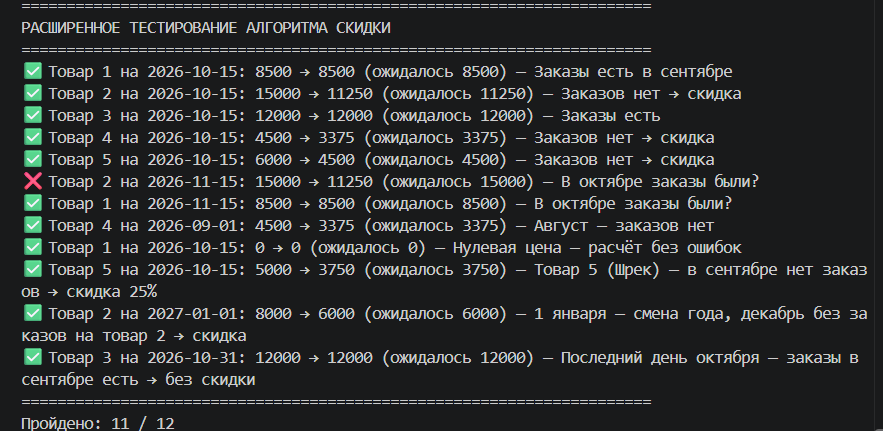 ======================================================================
РАСШИРЕННОЕ ТЕСТИРОВАНИЕ АЛГОРИТМА СКИДКИ
======================================================================
✅ Товар 1 на 2026-10-15: 8500 → 8500 (ожидалось 8500) — Заказы есть в сентябре
✅ Товар 2 на 2026-10-15: 15000 → 11250 (ожидалось 11250) — Заказов нет → скидка
✅ Товар 3 на 2026-10-15: 12000 → 12000 (ожидалось 12000) — Заказы есть
✅ Товар 4 на 2026-10-15: 4500 → 3375 (ожидалось 3375) — Заказов нет → скидка
✅ Товар 5 на 2026-10-15: 6000 → 4500 (ожидалось 4500) — Заказов нет → скидка
❌ Товар 2 на 2026-11-15: 15000 → 11250 (ожидалось 15000) — В октябре заказы были?
✅ Товар 1 на 2026-11-15: 8500 → 8500 (ожидалось 8500) — В октябре заказы были?
✅ Товар 4 на 2026-09-01: 4500 → 3375 (ожидалось 3375) — Август — заказов нет
✅ Товар 1 на 2026-10-15: 0 → 0 (ожидалось 0) — Нулевая цена — расчёт без ошибок
✅ Товар 5 на 2026-10-15: 5000 → 3750 (ожидалось 3750) — Товар 5 (Шрек) — в сентябре нет заказ
ов → скидка 25%
✅ Товар 2 на 2027-01-01: 8000 → 6000 (ожидалось 6000) — 1 января — смена года, декабрь без за
казов на товар 2 → скидка
✅ Товар 3 на 2026-10-31: 12000 → 12000 (ожидалось 12000) — Последний день октября — заказы в
сентябре есть → без скидки
======================================================================
Пройдено: 11 / 12